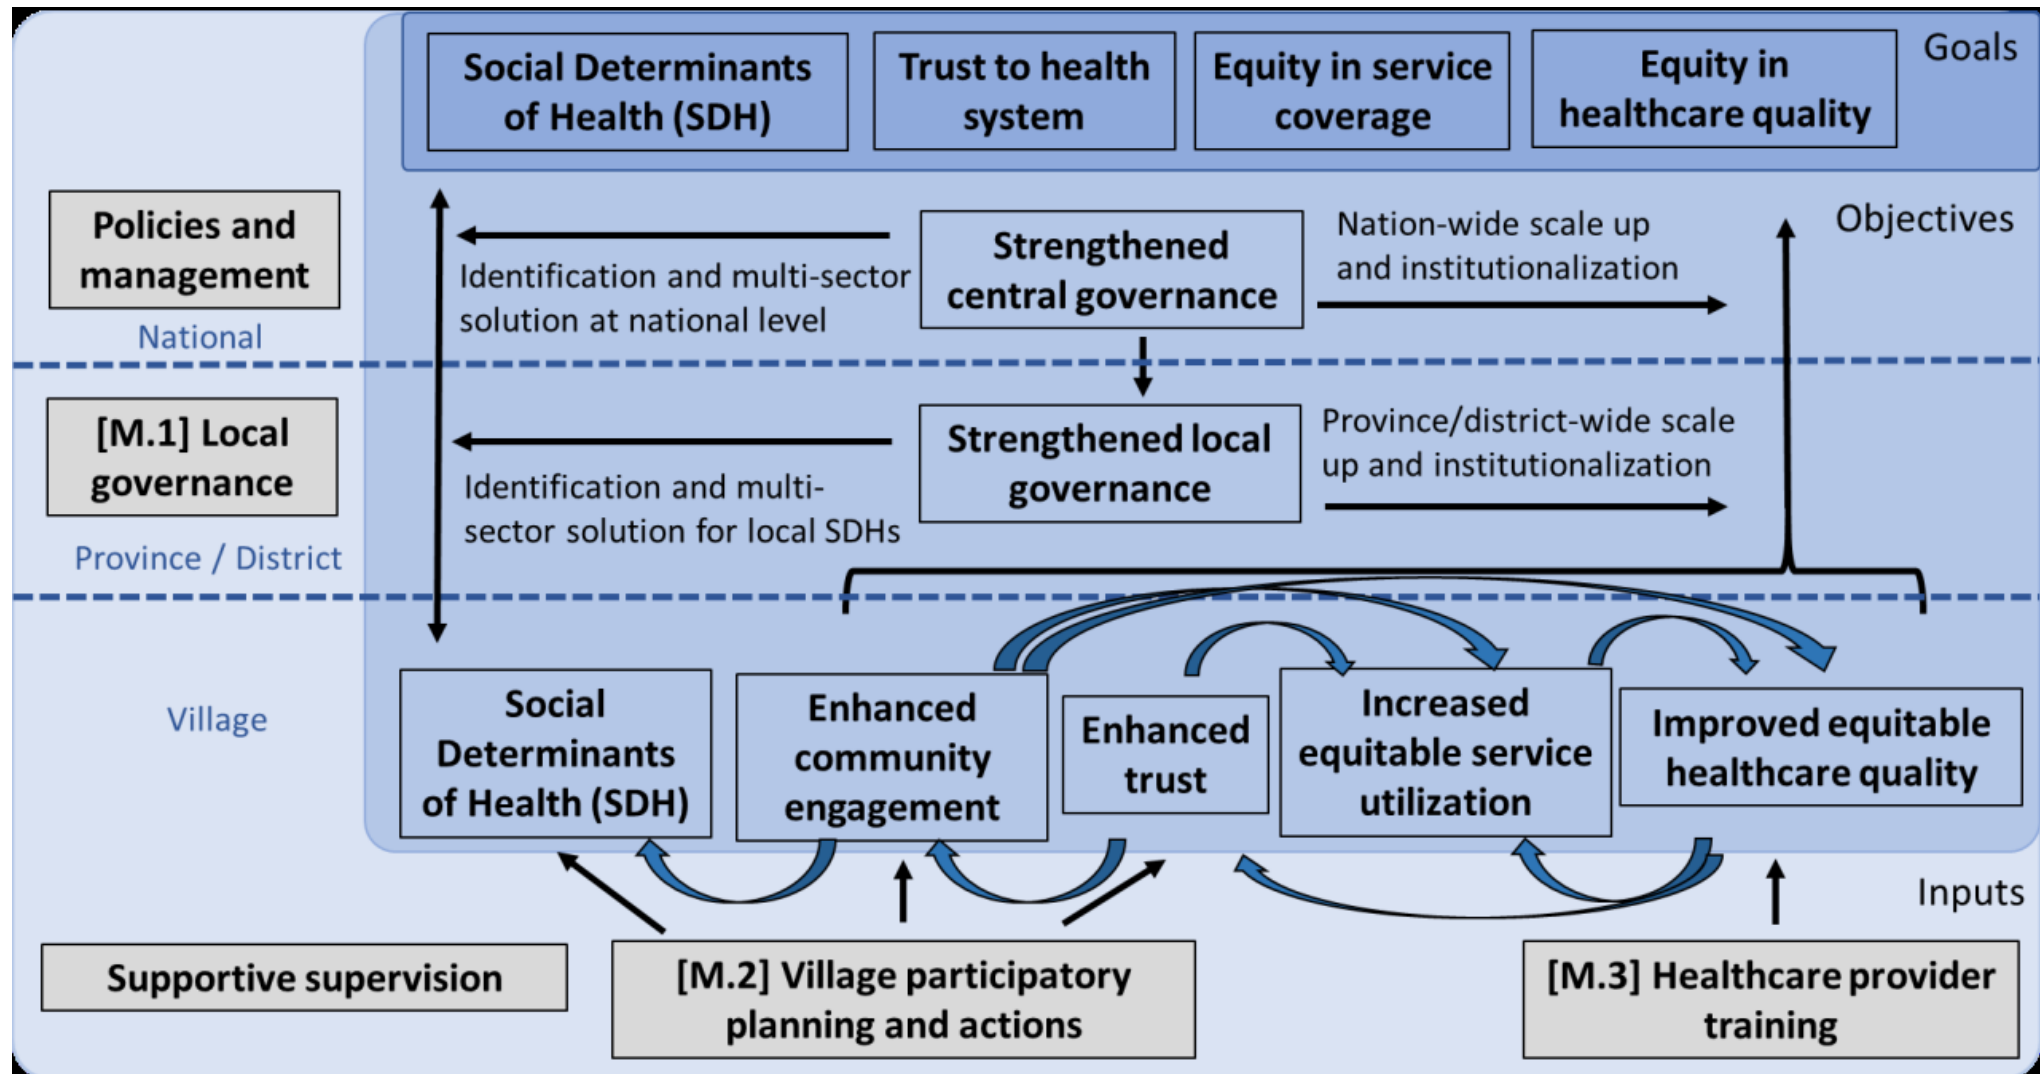 Goals
Social Determinants
of Health (SDH)
Trust to health
system
Equity in service
coverage
Equity in
healthcare quality
Objectives
Policies and
management
National
Identification and multi-sector
solution at national level
Strengthened
central governance
Nation-wide scale up
and institutionalization
[M.1] Local
governance
Province / District
Identification and multi-
sector solution for local SDHs
Strengthened local
governance
Province/district-wide scale
up and institutionalization
Village
Social
Determinants
of Health (SDH)
Enhanced
community
engagement
Enhanced
trust
Increased
equitable service
utilization
Improved equitable
healthcare quality
Inputs
Supportive supervision
[M.2] Village participatory
planning and actions
[M.3] Healthcare provider
training